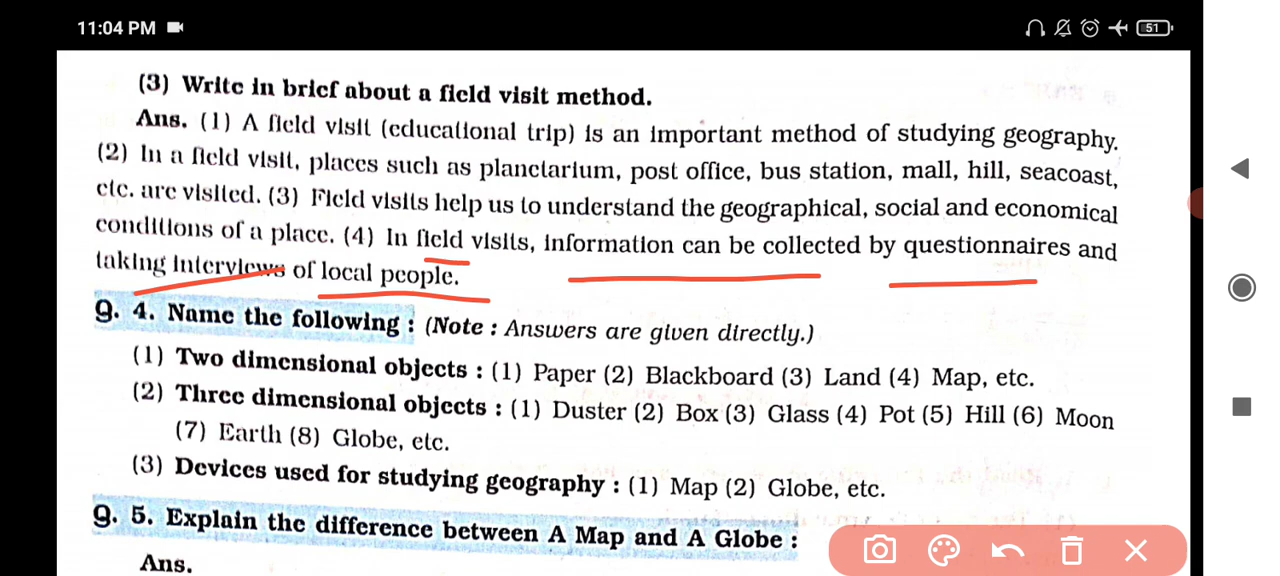 11:04 PM
51
(3) Write in brief about a field visit method.
Ans. (1) A field visit (educational trip) is an important method of studying geography.
(2) In a field visit, places such as planetarium, post office, bus station, mall, hill, seacoast,
etc. are visited. (3) Field visits help us to understand the geographical, social and economical
conditions of a place. (4) In field visits, information can be collected by questionnaires and
taking interviews of local people.
Q. 4. Name the following : (Note : Answers are given directly.)
(1) Two dimensional objects : (1) Paper (2) Blackboard (3) Land (4) Map, etc.
(2) Three dimensional objects : (1) Duster (2) Box (3) Glass (4) Pot (5) Hill (6) Moon
(7) Earth (8) Globe, etc.
(3) Devices used for studying geography : (1) Map (2) Globe, etc.
Q. 5. Explain the difference between A Map and A Globe :
Ans.